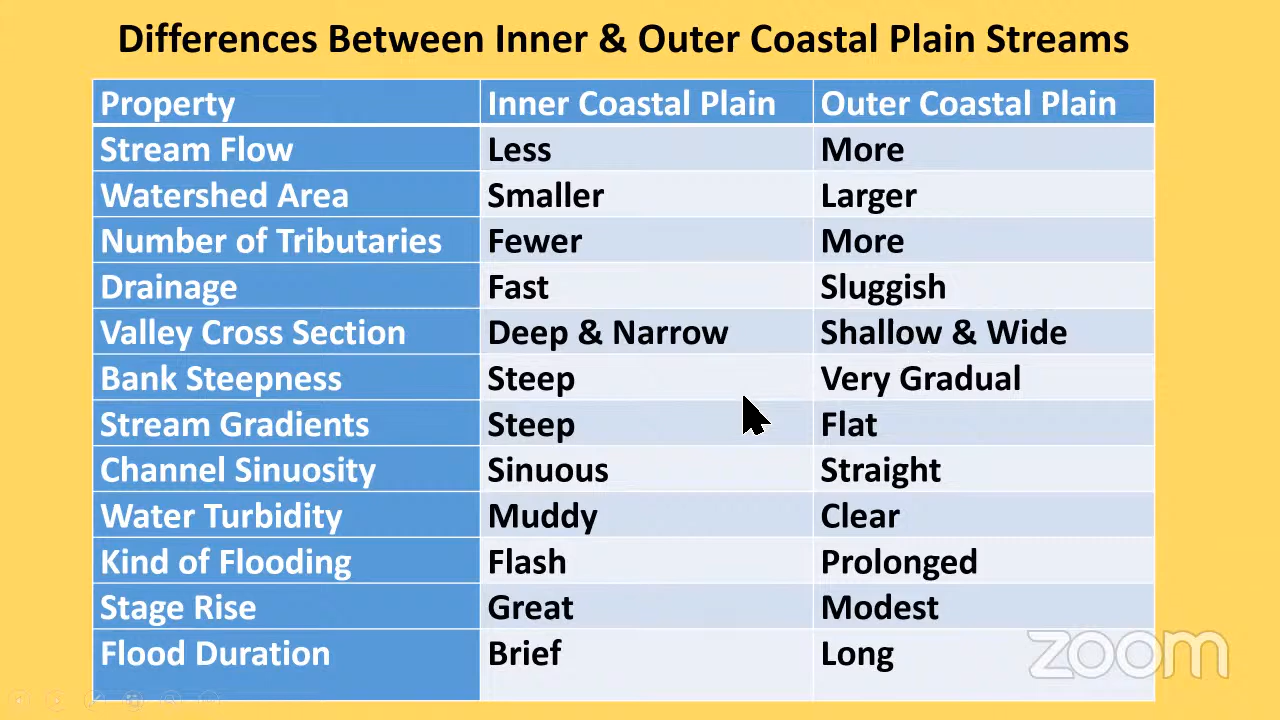 Differences Between Inner & Outer Coastal Plain Streams
Property Inner Coastal Plain Outer Coastal Plain
Stream Flow Less More
Watershed Area Smaller Larger
Number of Tributaries Fewer More
Drainage Fast Sluggish
Valley Cross Section Deep & Narrow Shallow & Wide
Bank Steepness Steep Very Gradual
Stream Gradients Steep Flat
Channel Sinuosity Sinuous Straight
Water Turbidity Muddy Clear
Kind of Flooding Flash Prolonged
Stage Rise Great Modest
Flood Duration Brief Long
zoom